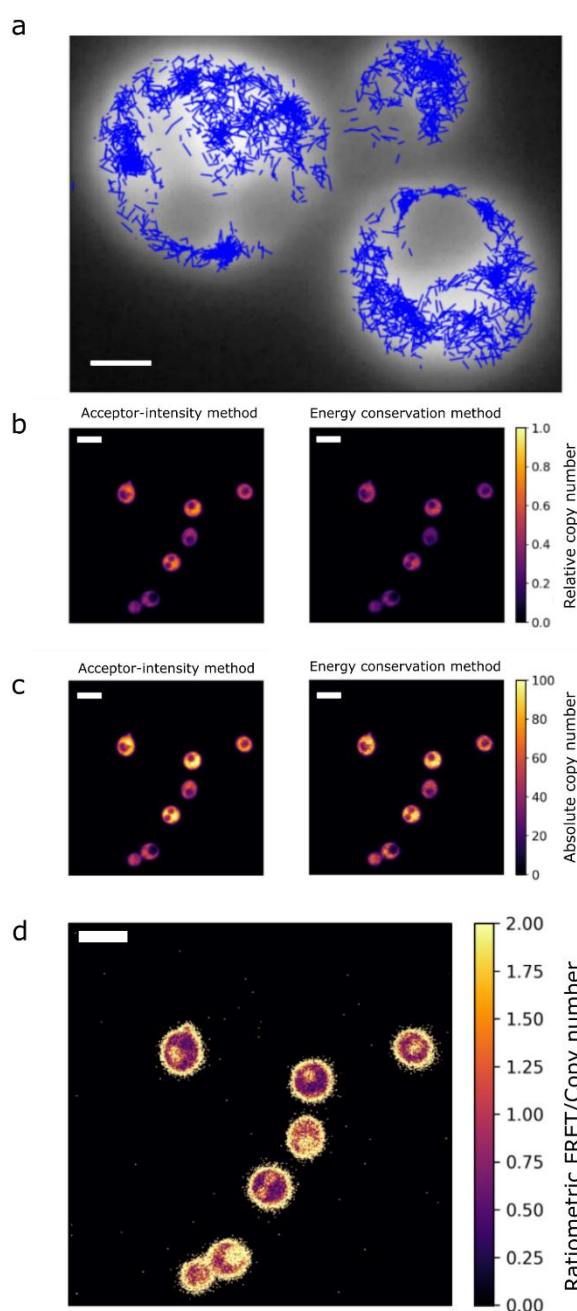 a
b
Acceptor-intensity method
Energy conservation method
1.0
0.8
0.6
0.4
0.2
0.0
Relative copy number
c
Acceptor-intensity method
Energy conservation method
100
80
60
40
20
0
Absolute copy number
d
2.00
1.75
1.50
1.25
1.00
0.75
0.50
0.25
0.00
Ratiometric FRET/Copy number